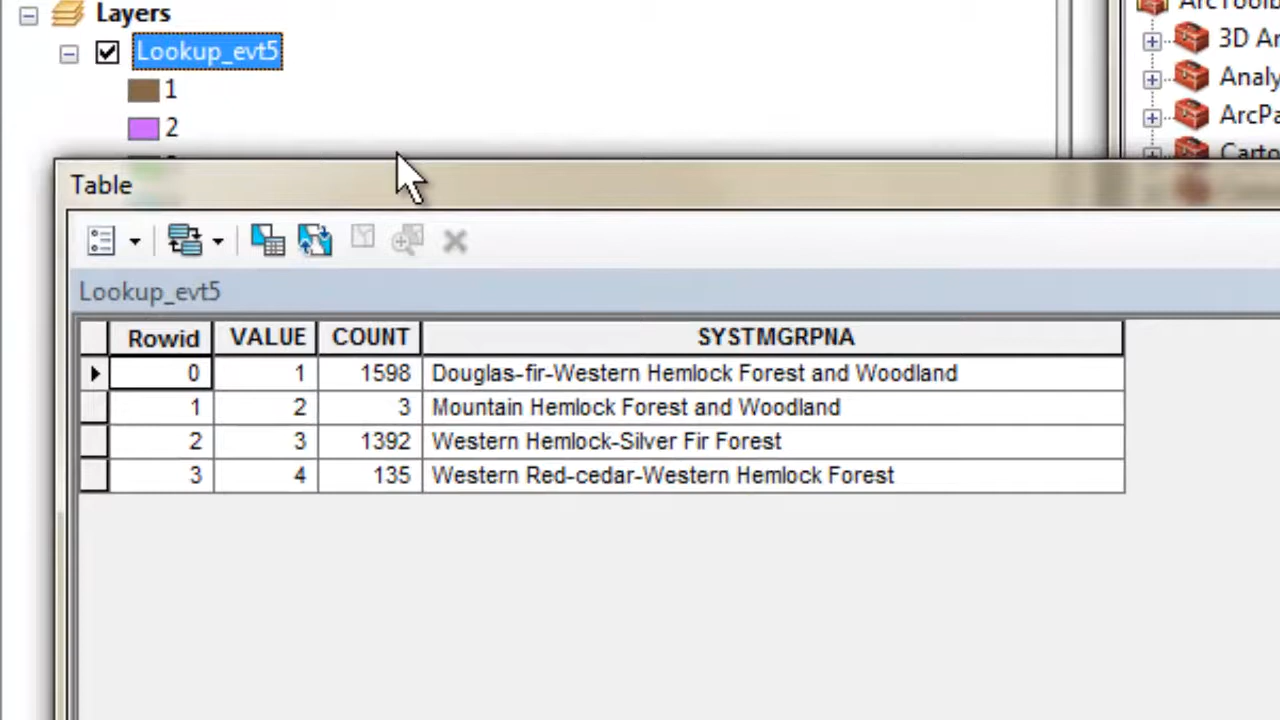 Layers
Lookup_evt5
1
2
3D Ar
Analy
ArcPa
Carto
Table
Lookup_evt5
Rowid VALUE COUNT SYSTMGRPNA
0 1 1598 Douglas-fir-Western Hemlock Forest and Woodland
1 2 3 Mountain Hemlock Forest and Woodland
2 3 1392 Western Hemlock-Silver Fir Forest
3 4 135 Western Red-cedar-Western Hemlock Forest